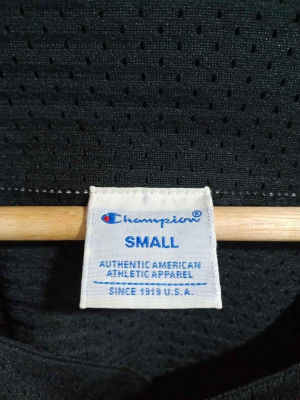 Champion®
SMALL
AUTHENTIC AMERICAN
ATHLETIC APPAREL
SINCE 1919 U.S.A.